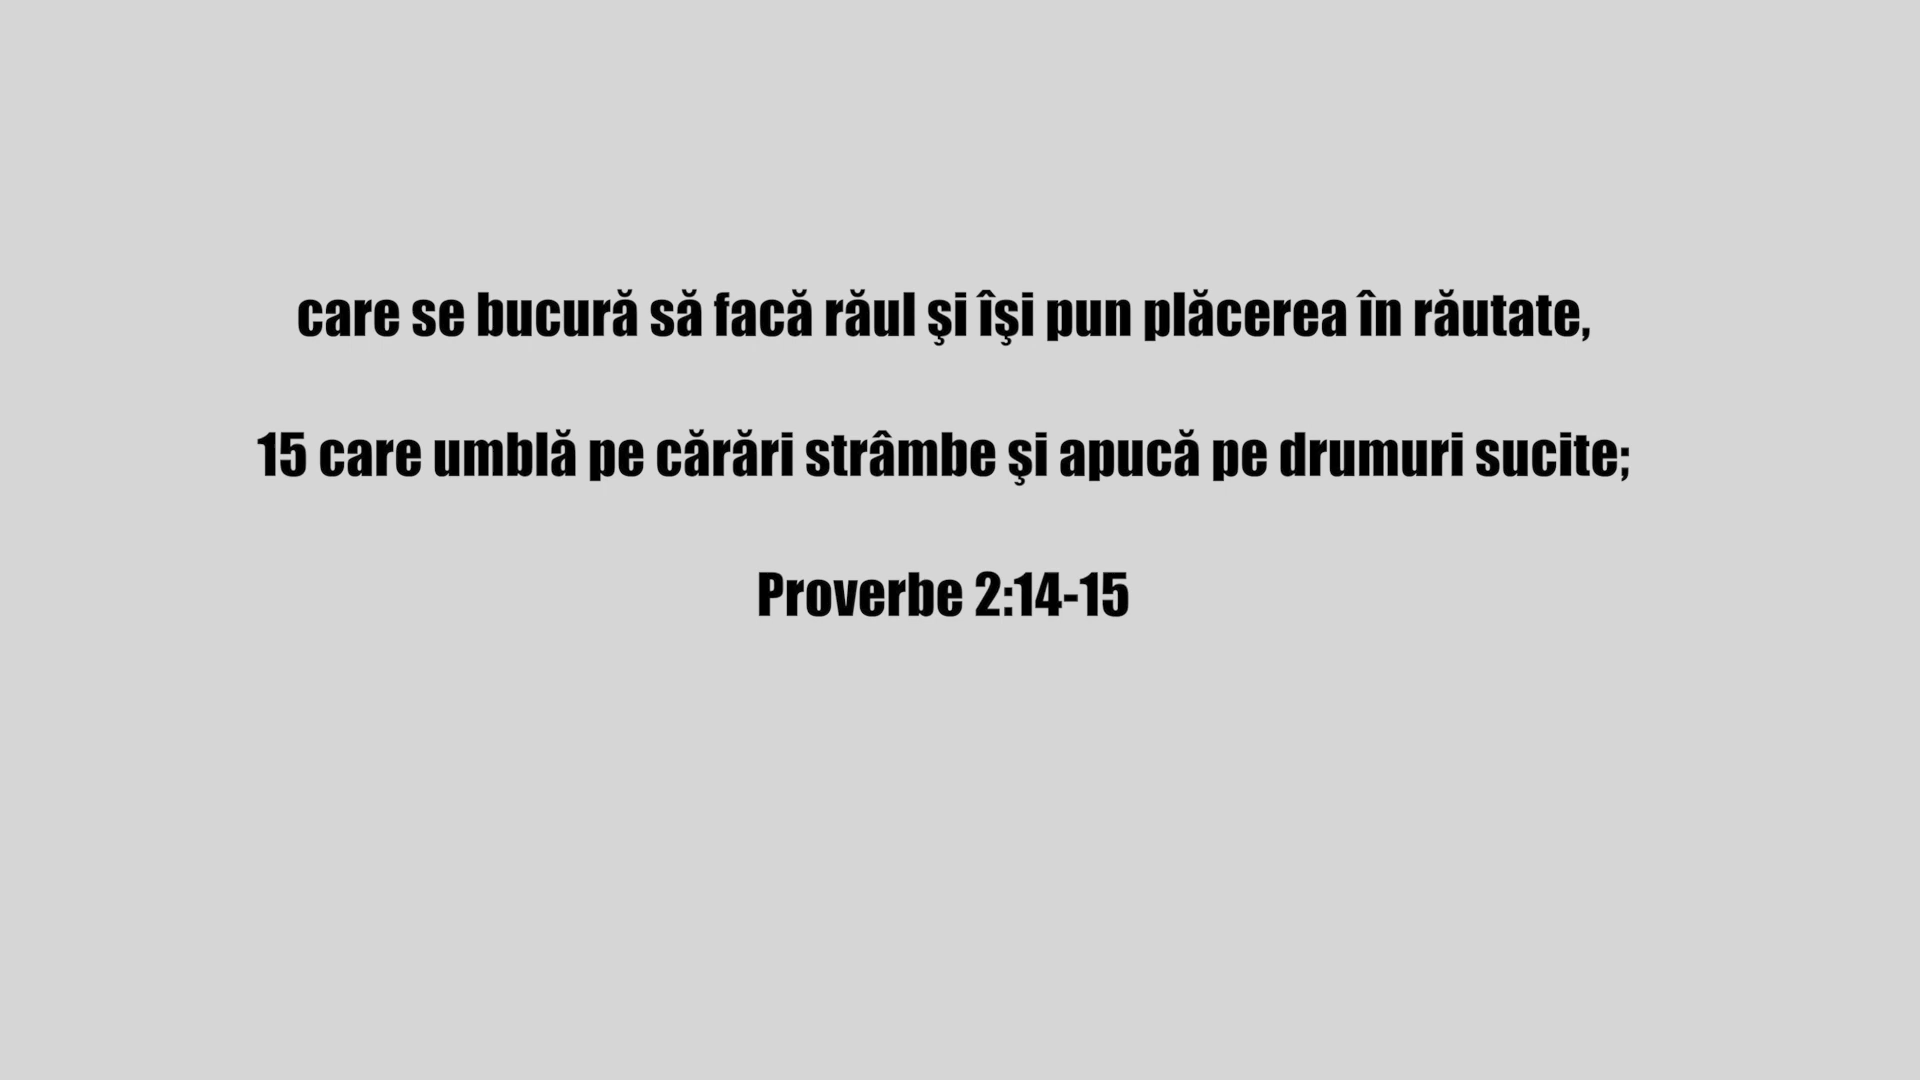 care se bucură să facă răul şi îşi pun plăcerea în răutate,
15 care umblă pe cărări strâmbe şi apucă pe drumuri sucite;
Proverbe 2:14-15